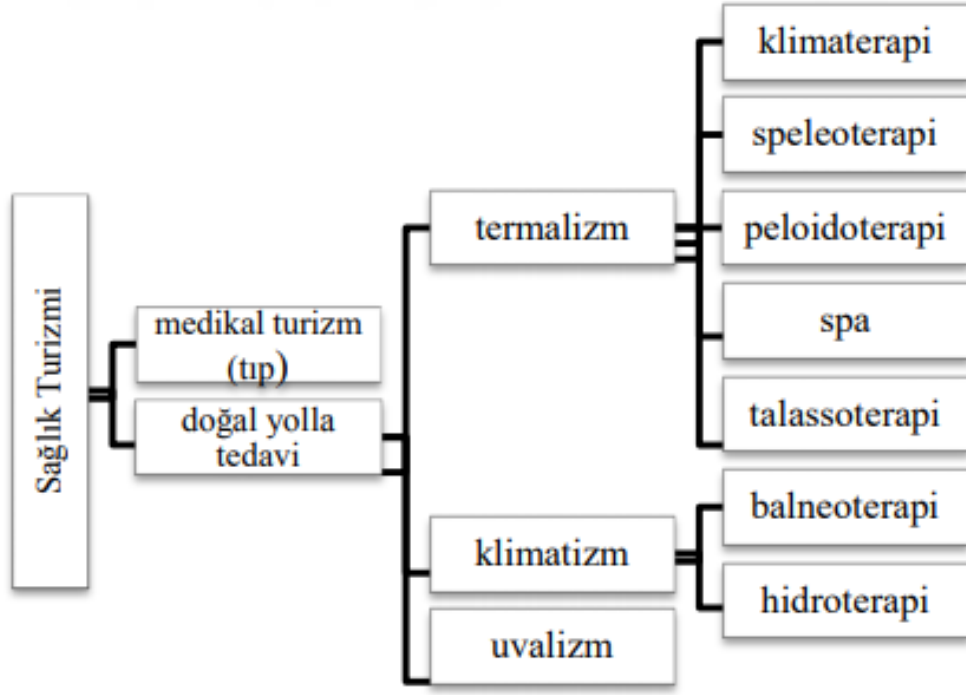 Sağlık Turizmi
medikal turizm
(tıp)
doğal yolla
tedavi
termalizm
klimatizm
uvalizm
klimaterapi
speleoterapi
peloidoterapi
spa
talassoterapi
balneoterapi
hidroterapi